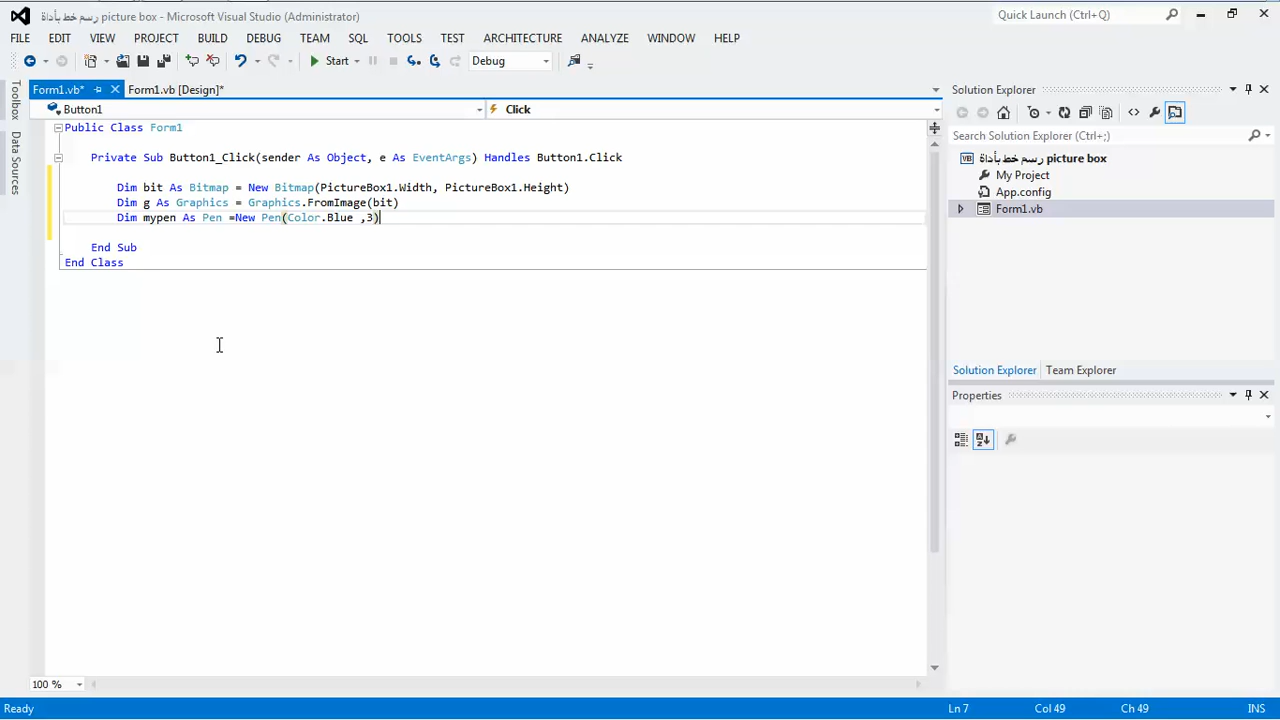 رسم خط بأداة picture box - Microsoft Visual Studio (Administrator)
Quick Launch (Ctrl+Q)
FILE EDIT VIEW PROJECT BUILD DEBUG TEAM SQL TOOLS TEST ARCHITECTURE ANALYZE WINDOW HELP
Start Debug
Toolbox
Data Sources
Form1.vb* Form1.vb [Design]*
Button1 Click
Public Class Form1
Private Sub Button1_Click(sender As Object, e As EventArgs) Handles Button1.Click
Dim bit As Bitmap = New Bitmap(PictureBox1.Width, PictureBox1.Height)
Dim g As Graphics = Graphics.FromImage(bit)
Dim mypen As Pen =New Pen(Color.Blue ,3)
End Sub
End Class
Solution Explorer
Search Solution Explorer (Ctrl+;)
VB رسم خط بأداة picture box
My Project
App.config
Form1.vb
Solution Explorer Team Explorer
Properties
100 %
Ready Ln 7 Col 49 Ch 49 INS